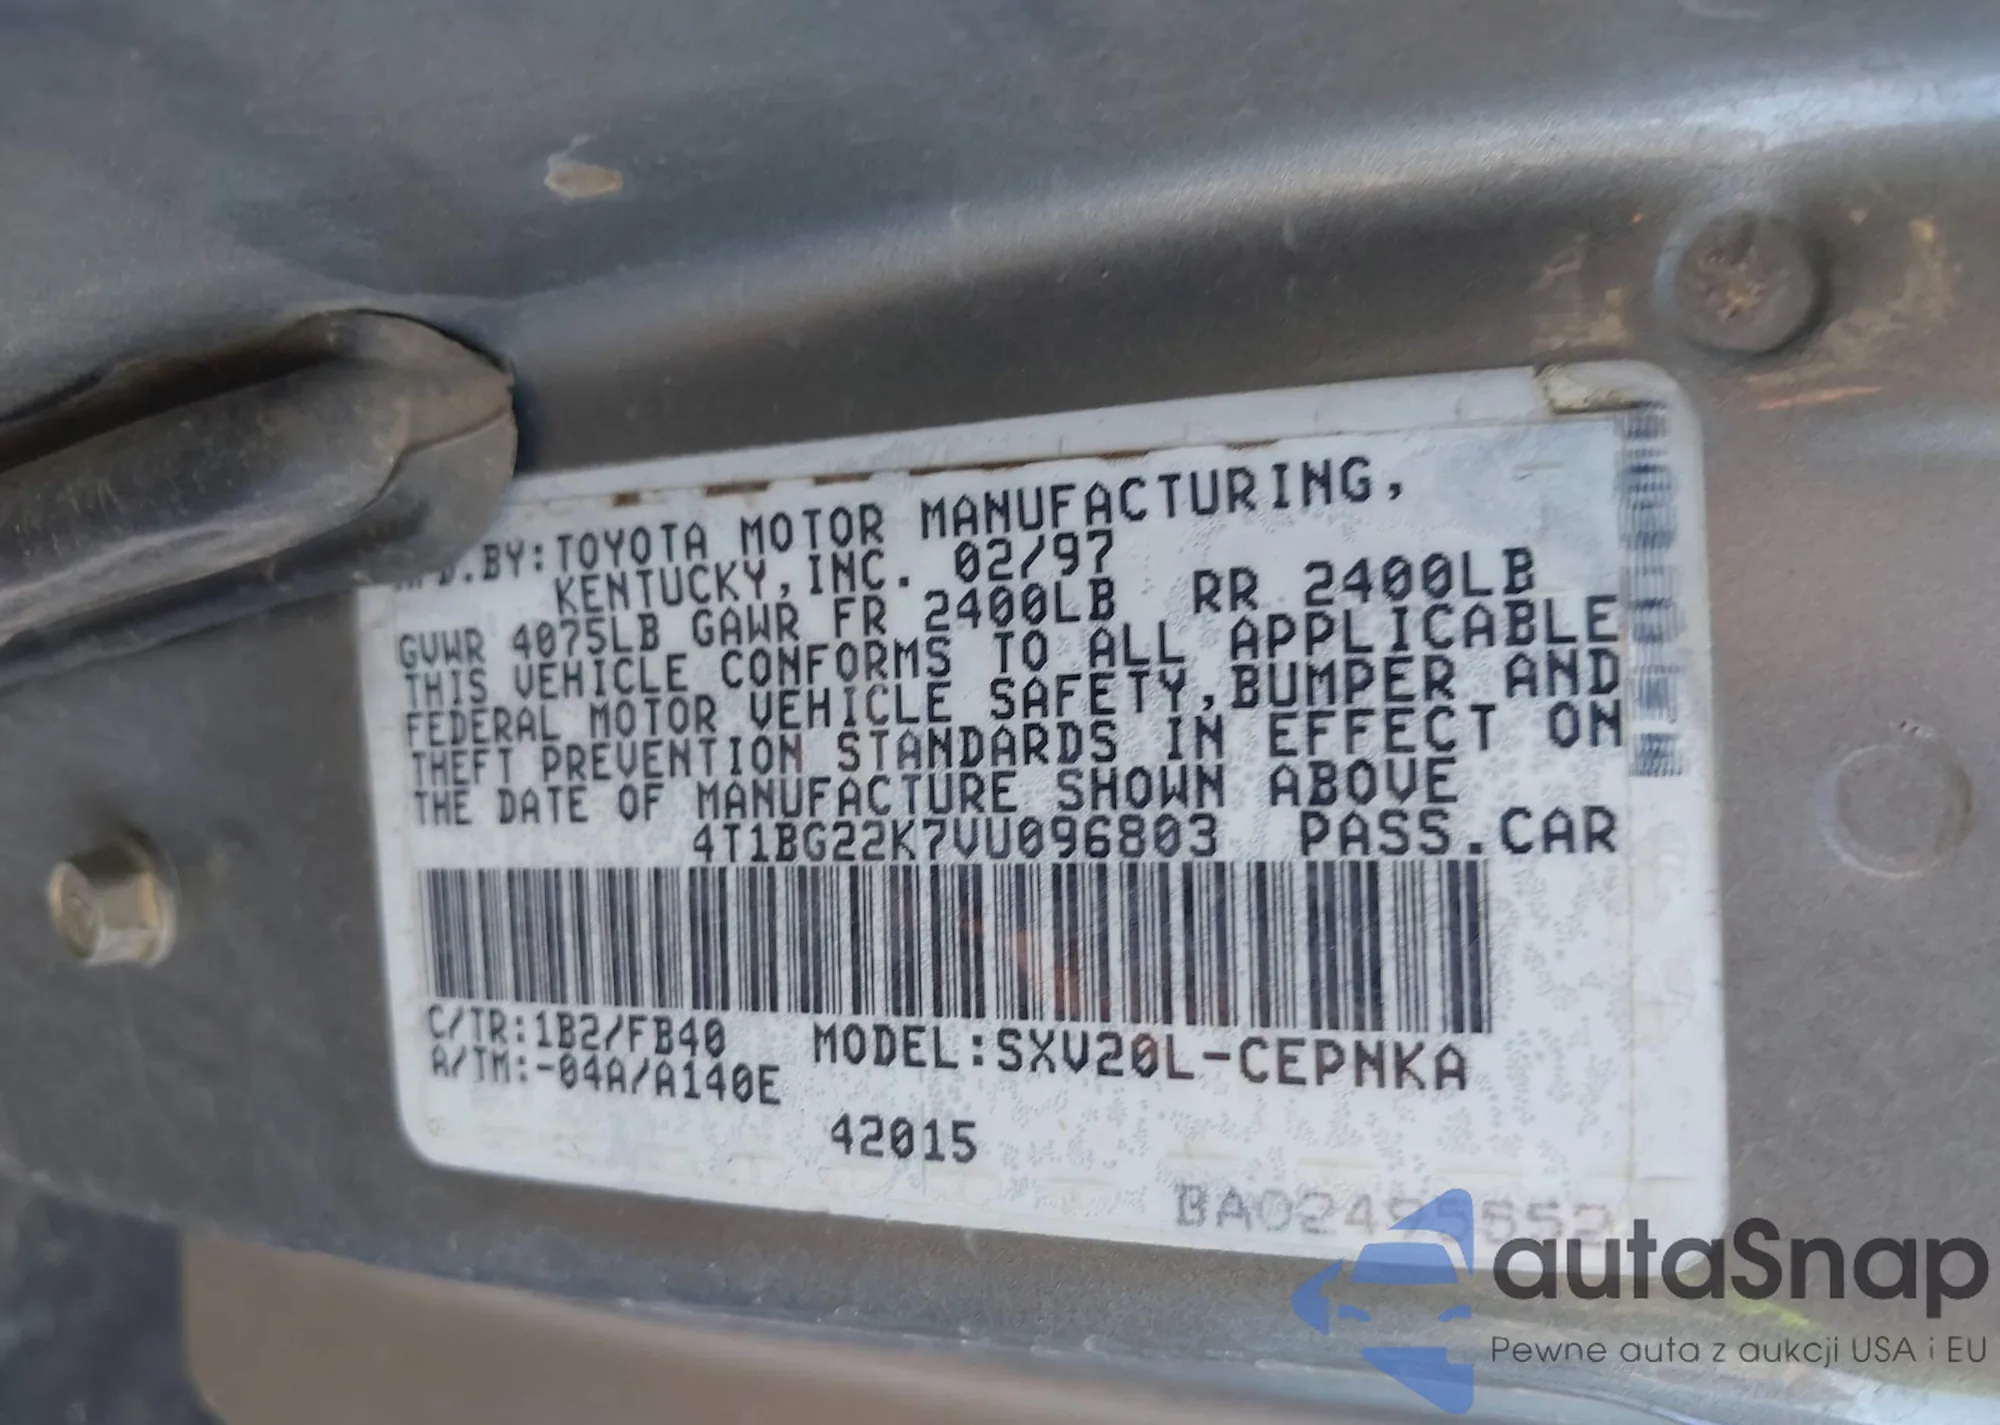 MFD.BY:TOYOTA MOTOR MANUFACTURING,
KENTUCKY,INC. 02/97
GVWR 4075LB GAWR FR 2400LB RR 2400LB
THIS VEHICLE CONFORMS TO ALL APPLICABLE
FEDERAL MOTOR VEHICLE SAFETY,BUMPER AND
THEFT PREVENTION STANDARDS IN EFFECT ON
THE DATE OF MANUFACTURE SHOWN ABOVE
4T1BG22K7VU096803 PASS.CAR
C/TR:1B2/FB40 MODEL:SXV20L-CEPNKA
A/TM:-04A/A140E
42015
BA02495552
autaSnap
Pewne auta z aukcji USA i EU